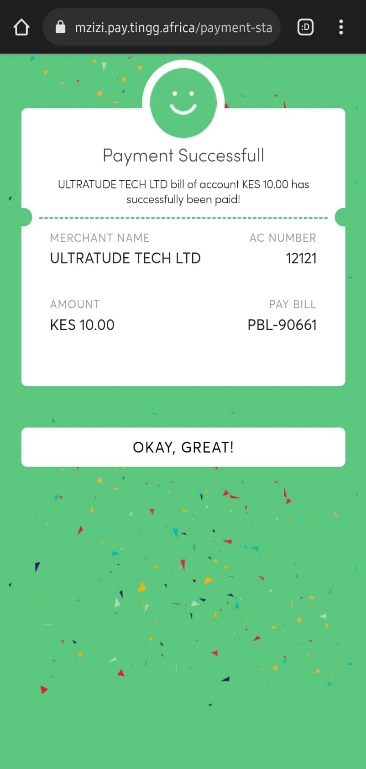 mzizi.pay.tingg.africa/payment-sta
:D
Payment Successfull
ULTRATUDE TECH LTD bill of account KES 10.00 has
successfully been paid!
MERCHANT NAME
AC NUMBER
ULTRATUDE TECH LTD
12121
AMOUNT
PAY BILL
KES 10.00
PBL-90661
OKAY, GREAT!